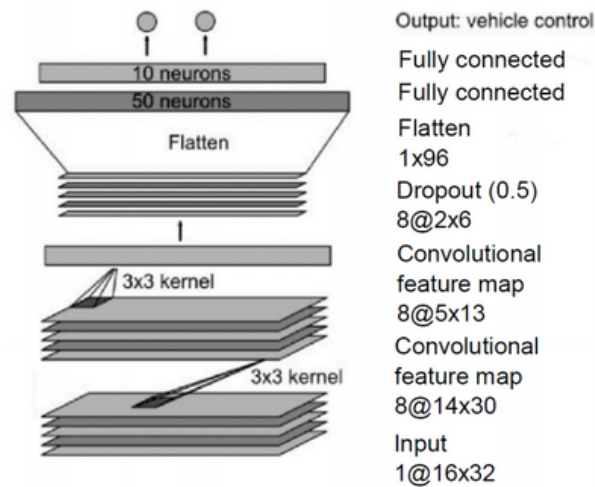 Output: vehicle control
10 neurons
Fully connected
50 neurons
Fully connected
Flatten
Flatten
1x96
Dropout (0.5)
8@2x6
Convolutional
3x3 kernel
feature map
8@5x13
Convolutional
3x3 kernel
feature map
8@14x30
Input
1@16x32